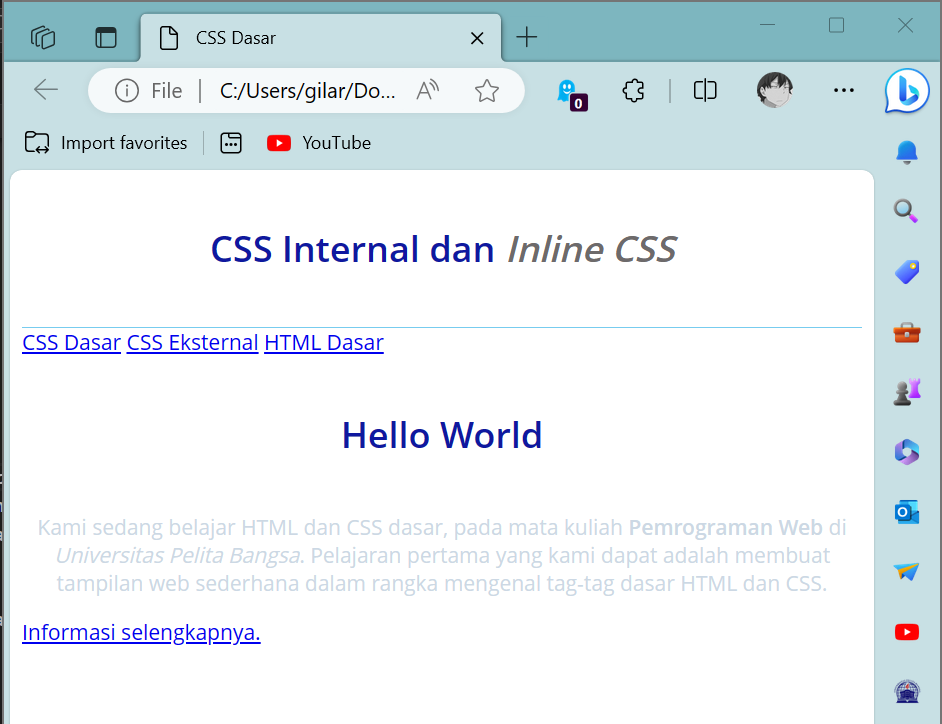 CSS Dasar
File
C:/Users/gilar/Do...
0
Import favorites
YouTube
CSS Internal dan Inline CSS
CSS Dasar CSS Eksternal HTML Dasar
Hello World
Kami sedang belajar HTML dan CSS dasar, pada mata kuliah Pemrograman Web di
Universitas Pelita Bangsa. Pelajaran pertama yang kami dapat adalah membuat
tampilan web sederhana dalam rangka mengenal tag-tag dasar HTML dan CSS.
Informasi selengkapnya.